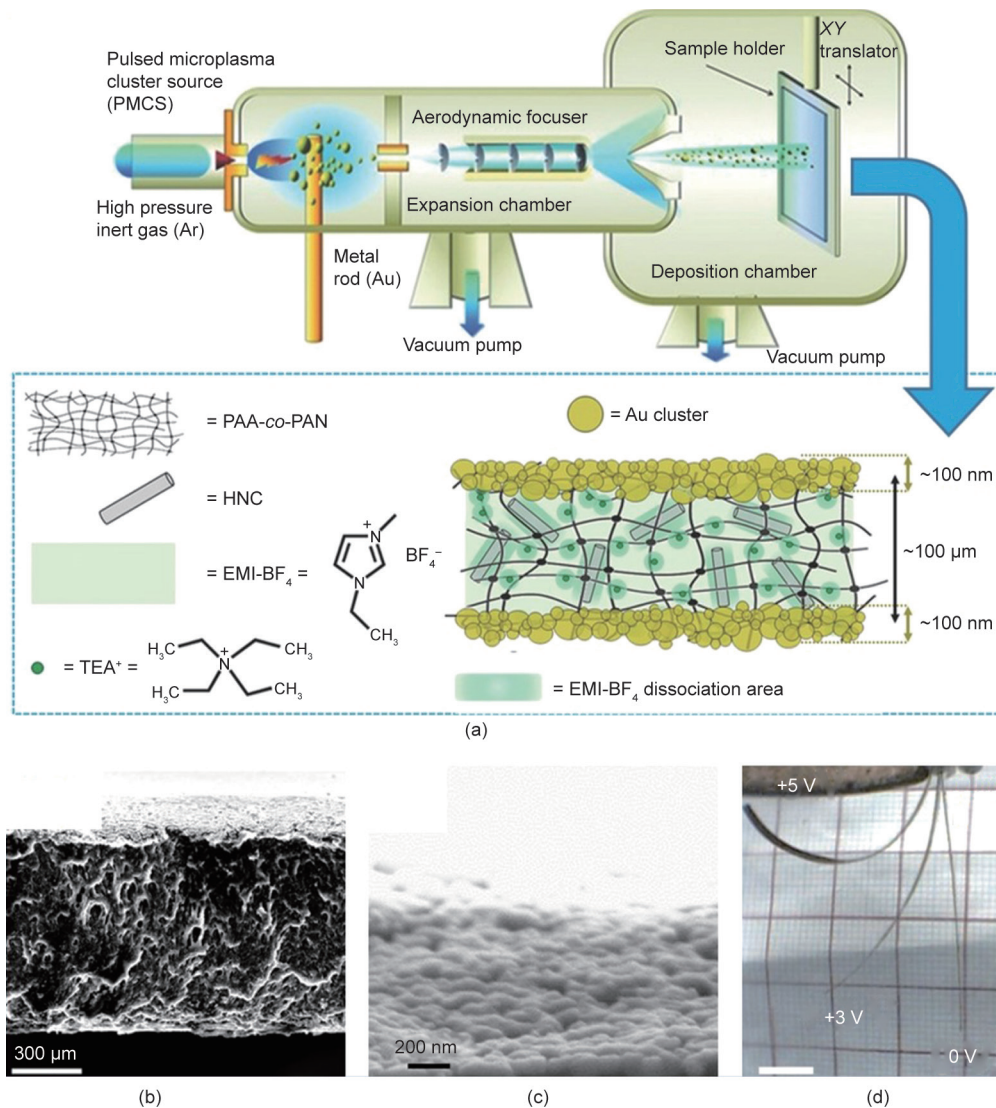 XY
translator
Sample holder
Pulsed microplasma
cluster source
(PMCS)
Aerodynamic focuser
High pressure
inert gas (Ar)
Expansion chamber
Metal
rod (Au)
Deposition chamber
Vacuum pump
Vacuum pump
= PAA-co-PAN
= Au cluster
~100 nm
= HNC
~100 μm
= EMI-BF₄ =
+
N
N
CH₃
BF₄⁻
~100 nm
= TEA⁺ =
H₃C
CH₃
+
N
H₃C
CH₃
= EMI-BF₄ dissociation area
(a)
300 μm
200 nm
+5 V
+3 V
0 V
(b)
(c)
(d)